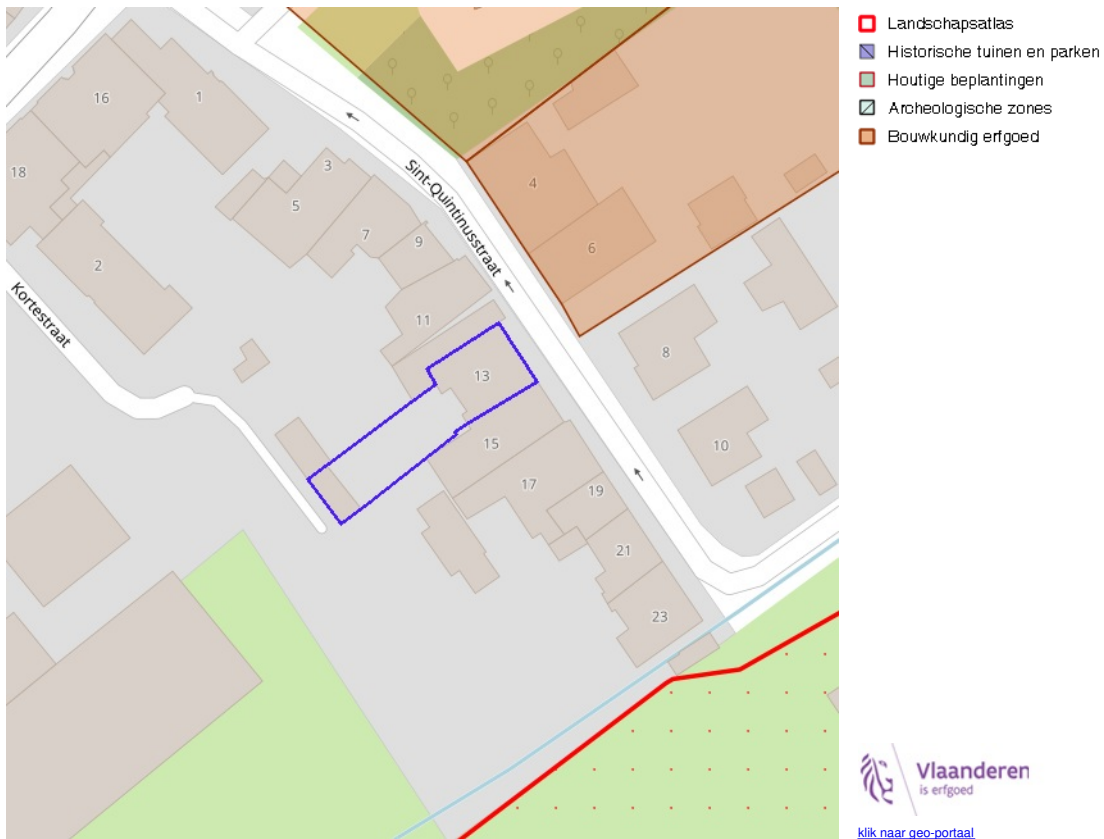 Landschapsatlas
Historische tuinen en parken
Houtige beplantingen
Archeologische zones
Bouwkundig erfgoed
16
1
18
3
5
4
Sint-Quintinusstraat
7
9
6
2
Kortestraat
11
8
13
15
10
17
19
21
23
Vlaanderen
is erfgoed
klik naar geo-portaal